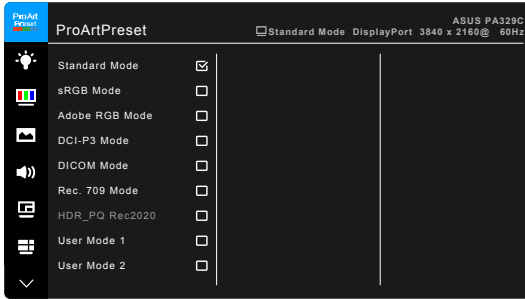 ProArt
Preset
ProArtPreset
ASUS PA329C
Standard Mode DisplayPort 3840 x 2160@ 60Hz
Standard Mode
sRGB Mode
Adobe RGB Mode
DCI-P3 Mode
DICOM Mode
Rec. 709 Mode
HDR_PQ Rec2020
User Mode 1
User Mode 2